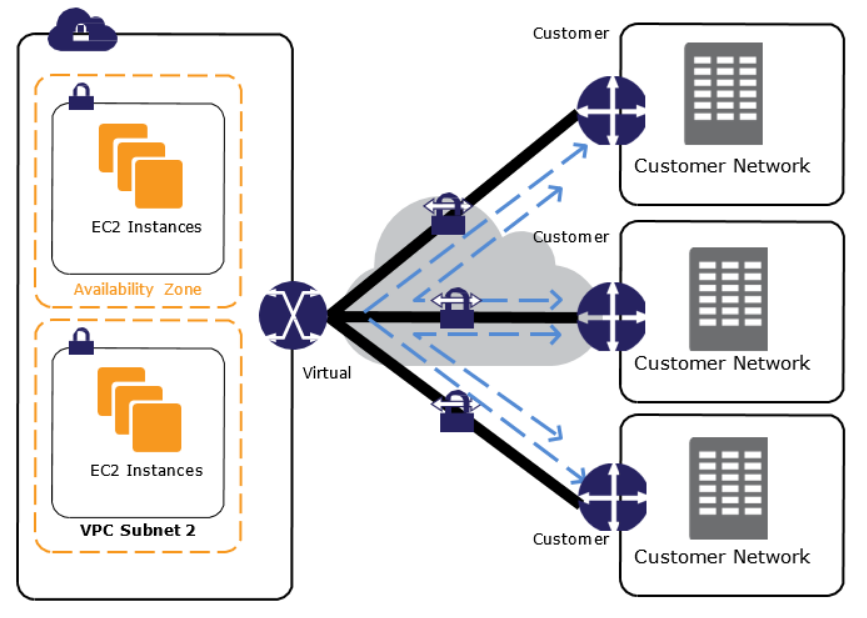 Customer
Customer Network
EC2 Instances
Availability Zone
Customer
Customer Network
Virtual
EC2 Instances
VPC Subnet 2
Customer
Customer Network